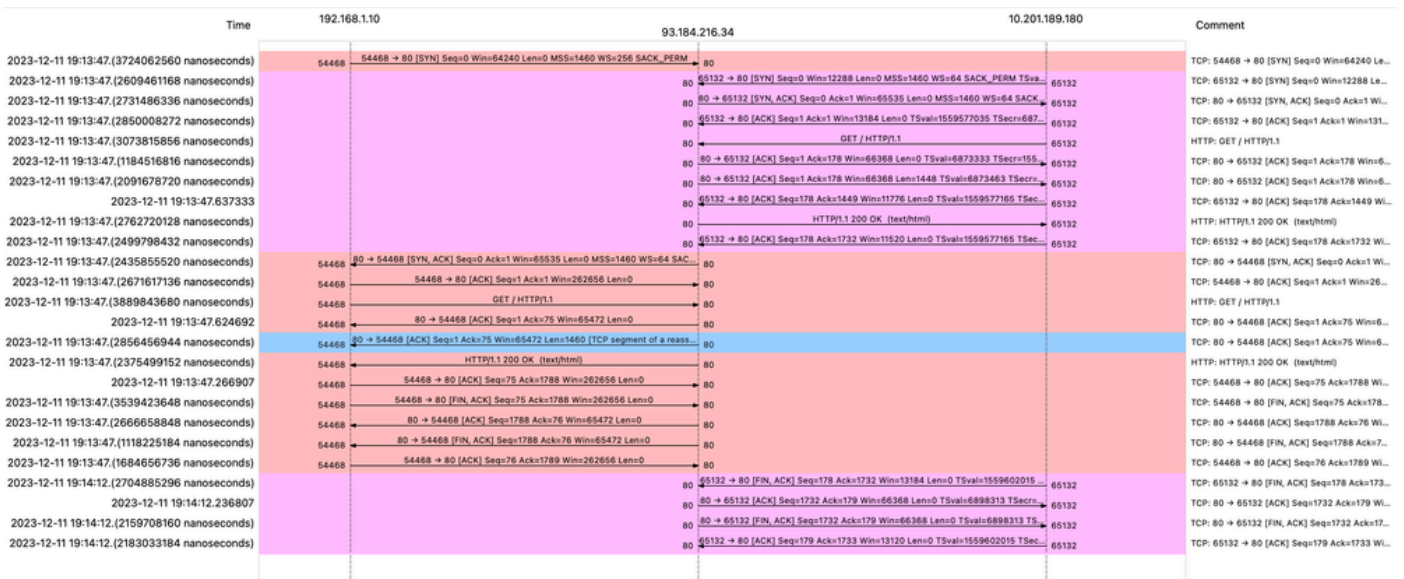 192.168.1.10 10.201.189.180
Time 93.184.216.34 Comment
2023-12-11 19:13:47.(3724062560 nanoseconds) 54468 54468 → 80 [SYN] Seq=0 Win=64240 Len=0 MSS=1460 WS=256 SACK_PERM 80 TCP: 54468 → 80 [SYN] Seq=0 Win=64240 Le...
2023-12-11 19:13:47.(2609461168 nanoseconds) 80 65132 → 80 [SYN] Seq=0 Win=12288 Len=0 MSS=1460 WS=64 SACK_PERM TSva... 65132 TCP: 65132 → 80 [SYN] Seq=0 Win=12288 Le...
2023-12-11 19:13:47.(2731486336 nanoseconds) 80 80 → 65132 [SYN, ACK] Seq=0 Ack=1 Win=65535 Len=0 MSS=1460 WS=64 SACK... 65132 TCP: 80 → 65132 [SYN, ACK] Seq=0 Ack=1 Wi...
2023-12-11 19:13:47.(2850008272 nanoseconds) 80 65132 → 80 [ACK] Seq=1 Ack=1 Win=13184 Len=0 TSval=1559577035 TSecr=687... 65132 TCP: 65132 → 80 [ACK] Seq=1 Ack=1 Win=131...
2023-12-11 19:13:47.(3073815856 nanoseconds) 80 GET / HTTP/1.1 65132 HTTP: GET / HTTP/1.1
2023-12-11 19:13:47.(1184516816 nanoseconds) 80 80 → 65132 [ACK] Seq=1 Ack=178 Win=66368 Len=0 TSval=6873333 TSecr=155... 65132 TCP: 80 → 65132 [ACK] Seq=1 Ack=178 Win=6...
2023-12-11 19:13:47.(2091678720 nanoseconds) 80 80 → 65132 [ACK] Seq=1 Ack=178 Win=66368 Len=1448 TSval=6873463 TSecr=... 65132 TCP: 80 → 65132 [ACK] Seq=1 Ack=178 Win=6...
2023-12-11 19:13:47.637333 80 65132 → 80 [ACK] Seq=178 Ack=1449 Win=11776 Len=0 TSval=1559577165 TSec... 65132 TCP: 65132 → 80 [ACK] Seq=178 Ack=1449 Wi...
2023-12-11 19:13:47.(2762720128 nanoseconds) 80 HTTP/1.1 200 OK (text/html) 65132 HTTP: HTTP/1.1 200 OK (text/html)
2023-12-11 19:13:47.(2499798432 nanoseconds) 80 65132 → 80 [ACK] Seq=178 Ack=1732 Win=11520 Len=0 TSval=1559577165 TSec... 65132 TCP: 65132 → 80 [ACK] Seq=178 Ack=1732 Wi...
2023-12-11 19:13:47.(2435855520 nanoseconds) 54468 80 → 54468 [SYN, ACK] Seq=0 Ack=1 Win=65535 Len=0 MSS=1460 WS=64 SAC... 80 TCP: 80 → 54468 [SYN, ACK] Seq=0 Ack=1 Wi...
2023-12-11 19:13:47.(2671617136 nanoseconds) 54468 54468 → 80 [ACK] Seq=1 Ack=1 Win=262656 Len=0 80 TCP: 54468 → 80 [ACK] Seq=1 Ack=1 Win=26...
2023-12-11 19:13:47.(3889843680 nanoseconds) 54468 GET / HTTP/1.1 80 HTTP: GET / HTTP/1.1
2023-12-11 19:13:47.624692 54468 80 → 54468 [ACK] Seq=1 Ack=75 Win=65472 Len=0 80 TCP: 80 → 54468 [ACK] Seq=1 Ack=75 Win=6...
2023-12-11 19:13:47.(2856456944 nanoseconds) 54468 80 → 54468 [ACK] Seq=1 Ack=75 Win=65472 Len=1460 [TCP segment of a reass... 80 TCP: 80 → 54468 [ACK] Seq=1 Ack=75 Win=6...
2023-12-11 19:13:47.(2375499152 nanoseconds) 54468 HTTP/1.1 200 OK (text/html) 80 HTTP: HTTP/1.1 200 OK (text/html)
2023-12-11 19:13:47.266907 54468 54468 → 80 [ACK] Seq=75 Ack=1788 Win=262656 Len=0 80 TCP: 54468 → 80 [ACK] Seq=75 Ack=1788 Wi...
2023-12-11 19:13:47.(3539423648 nanoseconds) 54468 54468 → 80 [FIN, ACK] Seq=75 Ack=1788 Win=262656 Len=0 80 TCP: 54468 → 80 [FIN, ACK] Seq=75 Ack=178...
2023-12-11 19:13:47.(2666658848 nanoseconds) 54468 80 → 54468 [ACK] Seq=1788 Ack=76 Win=65472 Len=0 80 TCP: 80 → 54468 [ACK] Seq=1788 Ack=76 Wi...
2023-12-11 19:13:47.(1118225184 nanoseconds) 54468 80 → 54468 [FIN, ACK] Seq=1788 Ack=76 Win=65472 Len=0 80 TCP: 80 → 54468 [FIN, ACK] Seq=1788 Ack=7...
2023-12-11 19:13:47.(1684656736 nanoseconds) 54468 54468 → 80 [ACK] Seq=76 Ack=1789 Win=262656 Len=0 80 TCP: 54468 → 80 [ACK] Seq=76 Ack=1789 Wi...
2023-12-11 19:14:12.(2704885296 nanoseconds) 80 65132 → 80 [FIN, ACK] Seq=178 Ack=1732 Win=13184 Len=0 TSval=1559602015 ... 65132 TCP: 65132 → 80 [FIN, ACK] Seq=178 Ack=173...
2023-12-11 19:14:12.236807 80 80 → 65132 [ACK] Seq=1732 Ack=179 Win=66368 Len=0 TSval=6898313 TSecr=... 65132 TCP: 80 → 65132 [ACK] Seq=1732 Ack=179 Wi...
2023-12-11 19:14:12.(2159708160 nanoseconds) 80 80 → 65132 [FIN, ACK] Seq=1732 Ack=179 Win=66368 Len=0 TSval=6898313 TS... 65132 TCP: 80 → 65132 [FIN, ACK] Seq=1732 Ack=17...
2023-12-11 19:14:12.(2183033184 nanoseconds) 80 65132 → 80 [ACK] Seq=179 Ack=1733 Win=13120 Len=0 TSval=1559602015 TSec... 65132 TCP: 65132 → 80 [ACK] Seq=179 Ack=1733 Wi...